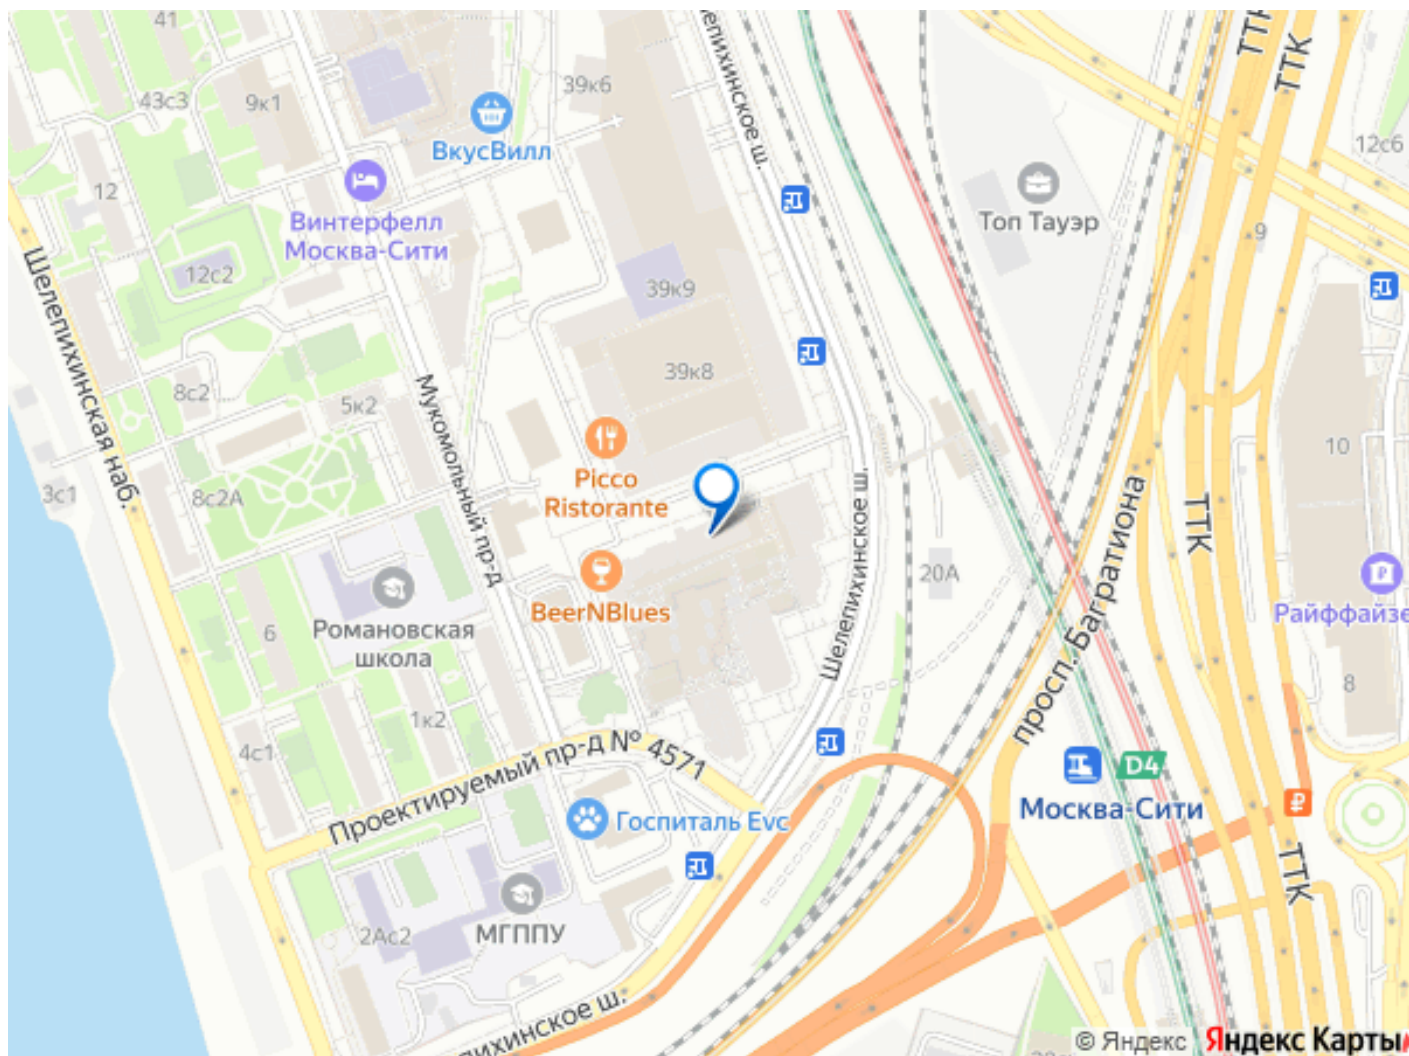 41
43с3
9к1
39к6
Шелепихинское ш.
ТТК
ТТК
12с6
ВкусВилл
12
Винтерфелл
Москва-Сити
Топ Тауэр
9
12с2
39к9
Шелепихинская наб.
39к8
8с2
5к2
Мукомольный пр-д
Picco
Ristorante
10
3с1
8с2А
Шелепихинское ш.
просп. Багратиона
ТТК
20А
BeerNBlues
Райффайзе
Романовская
школа
6
8
1к2
4с1
Проектируемый пр-д № 4571
D4
Москва-Сити
Госпиталь Evc
ТТК
2Ас2
МГППУ
пихинское ш.
© Яндекс
Яндекс Карты